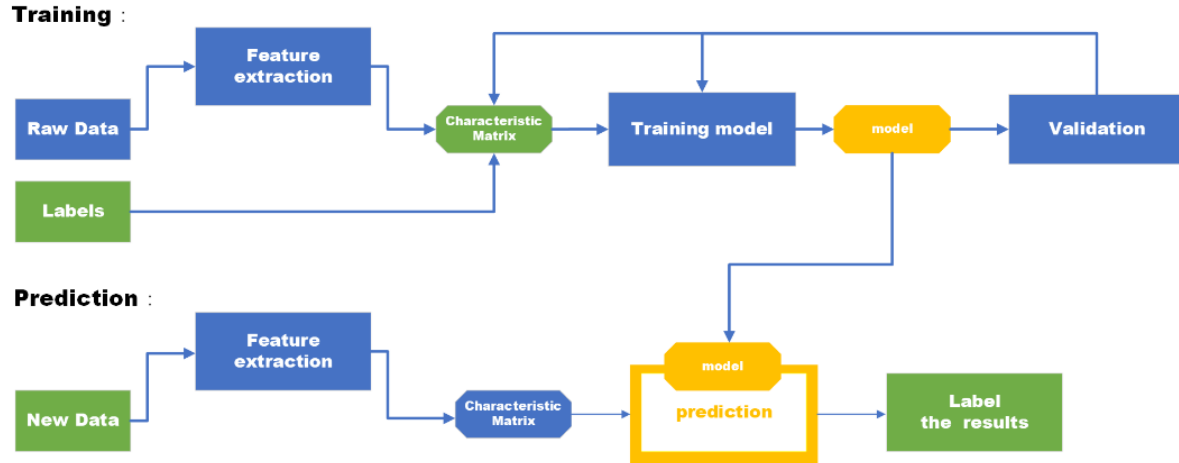 Training :
Feature
extraction
Raw Data
Characteristic
Matrix
Training model
model
Validation
Labels
Prediction :
Feature
extraction
New Data
Characteristic
Matrix
model
prediction
Label
the results